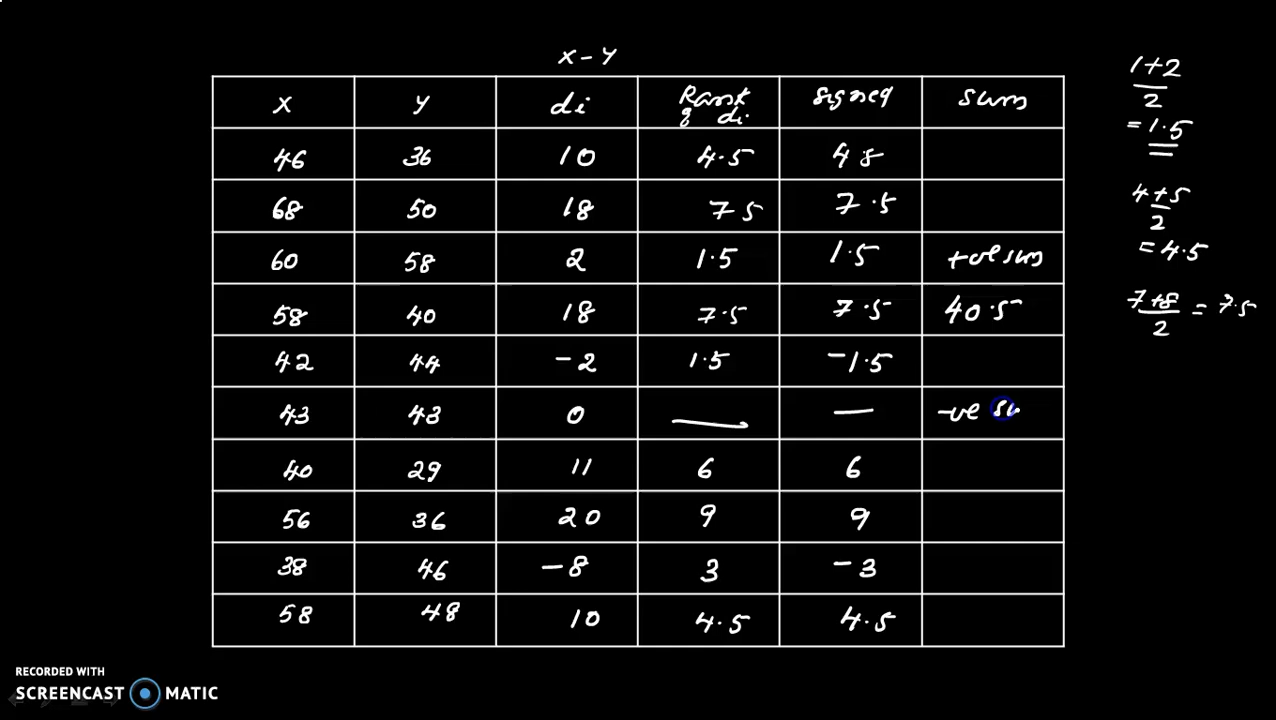 X - Y
X Y di Rank of di signed sum
46 36 10 4.5 4.8
68 50 18 7 5 7.5
60 58 2 1.5 1.5 +ve sum
58 40 18 7.5 7.5 40.5
42 44 -2 1.5 -1.5
43 43 0 — — -ve su
40 29 11 6 6
56 36 20 9 9
38 46 -8 3 -3
58 48 10 4.5 4.5
1+2
2
= 1.5
4+5
2
= 4.5
7+8 = 7.5
2
RECORDED WITH
SCREENCAST MATIC